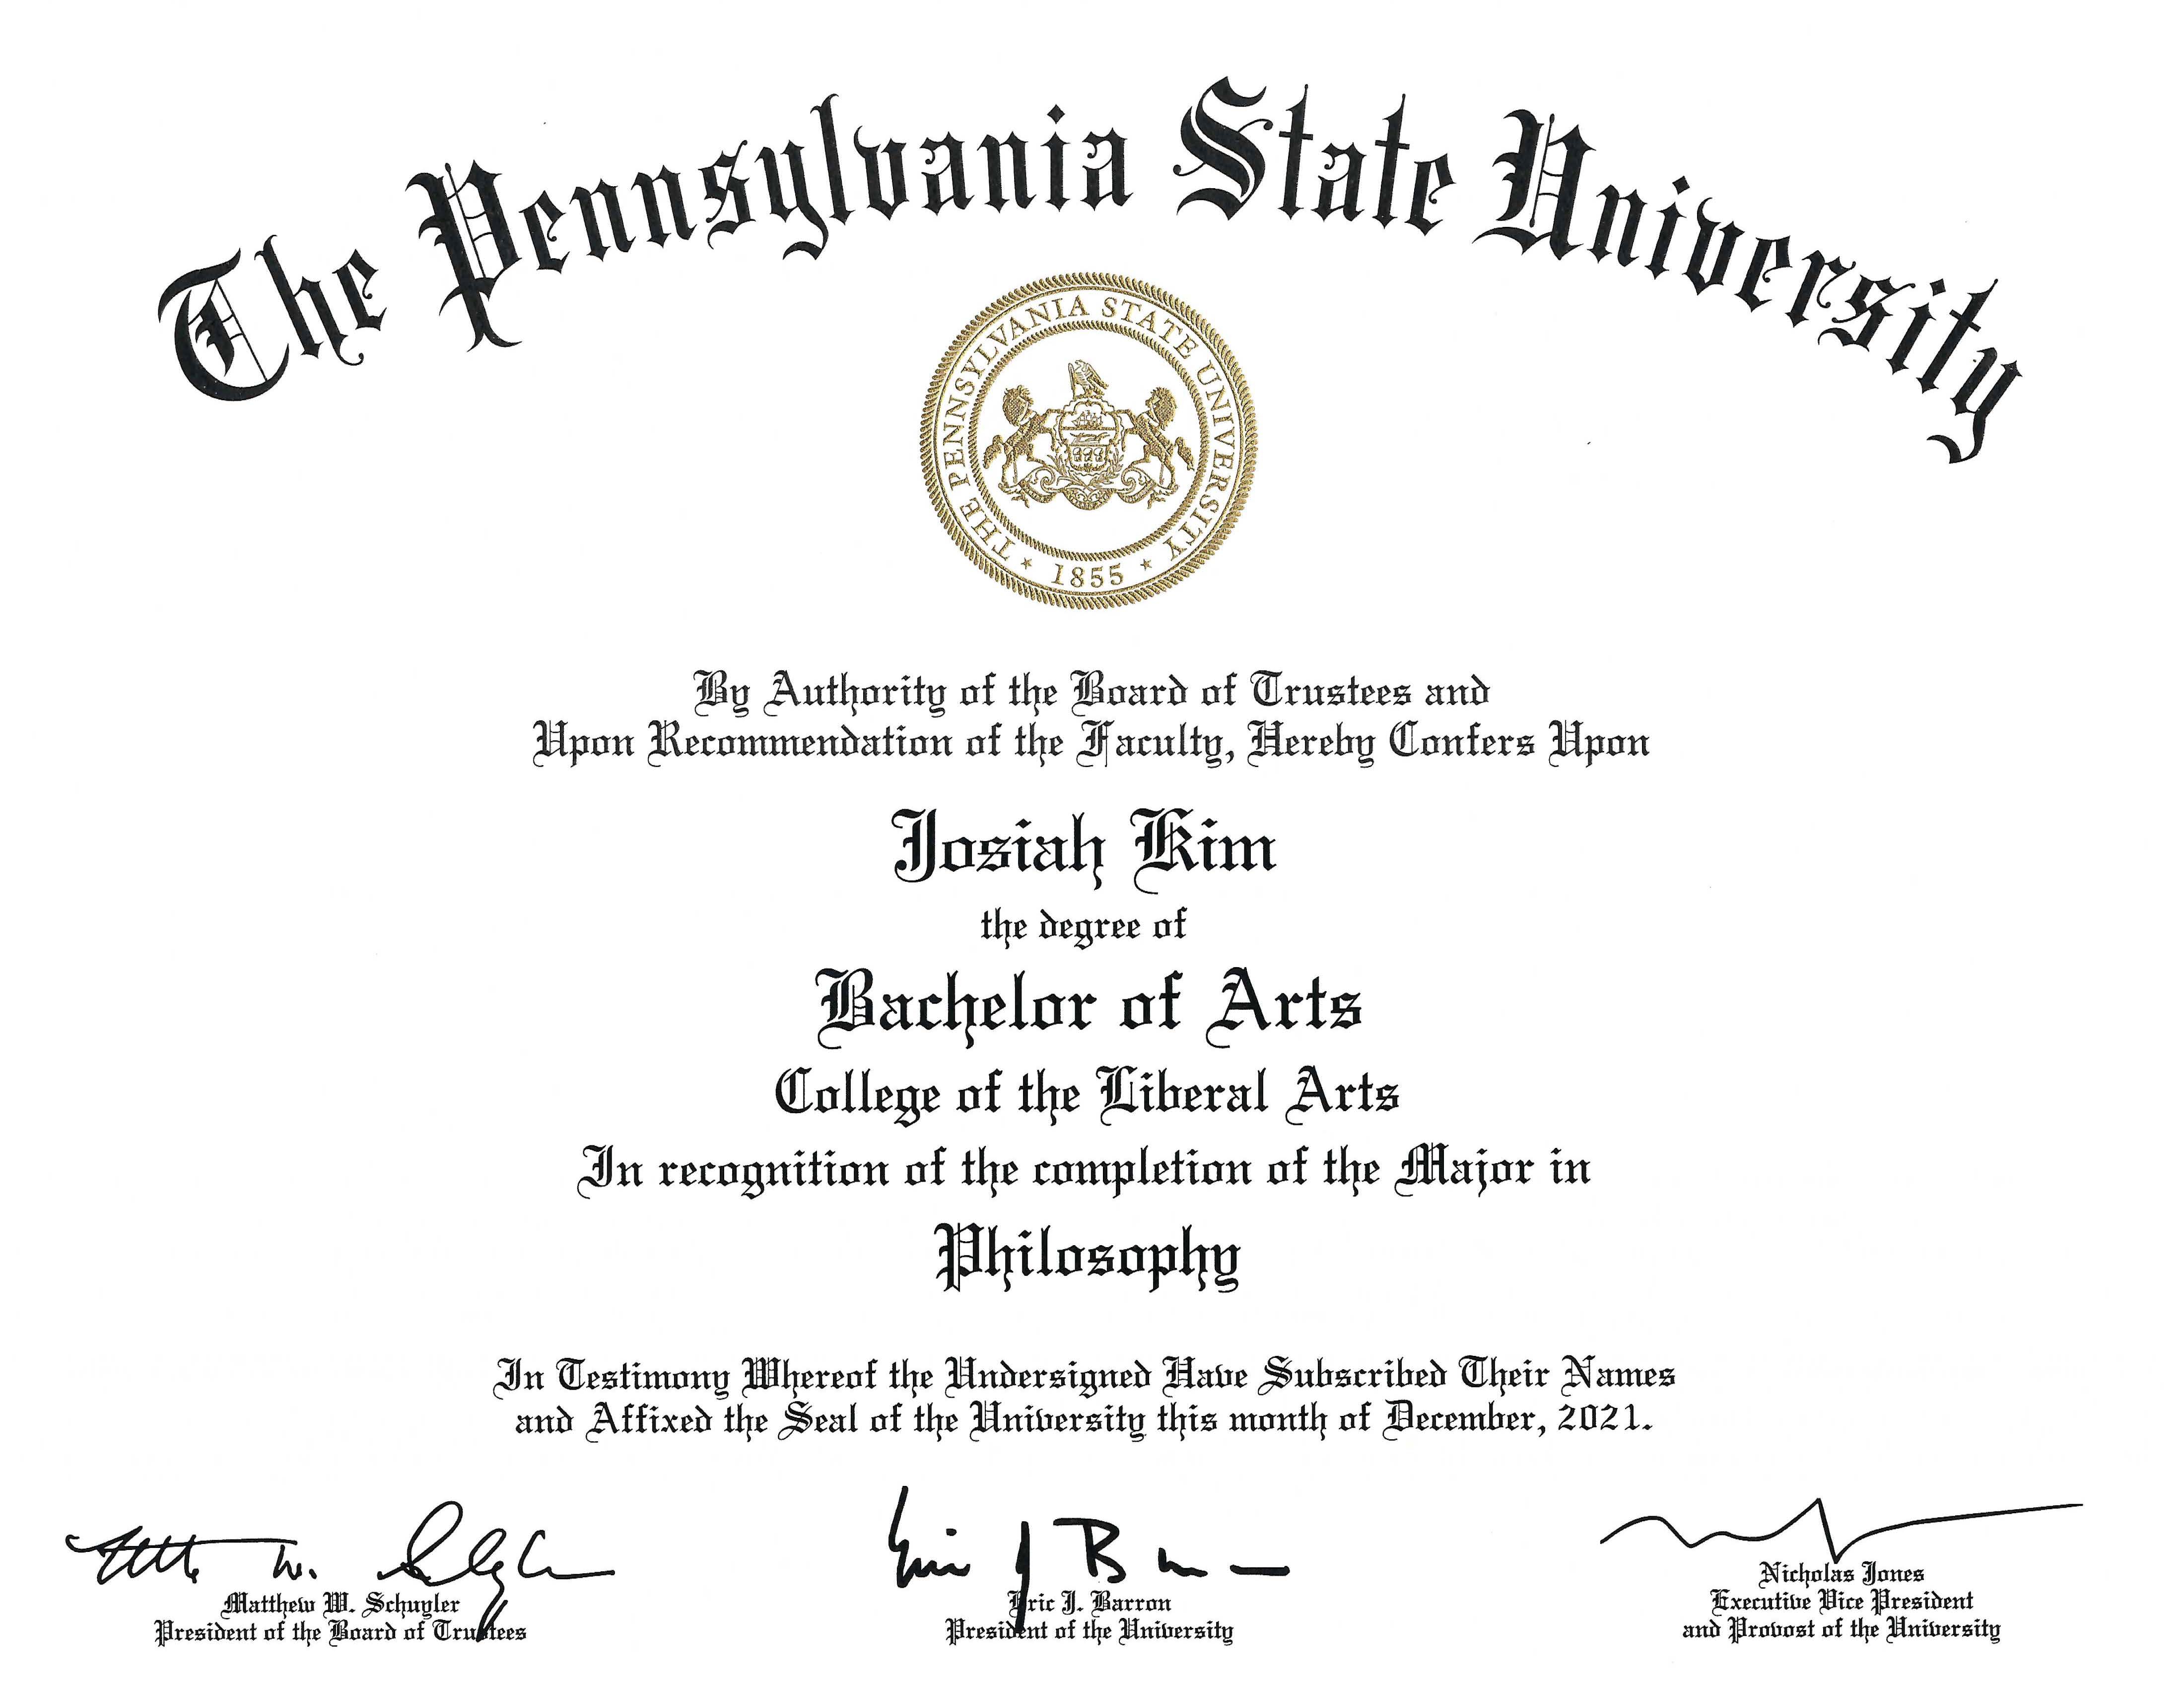 The Pennsylvania State University
THE PENNSYLVANIA STATE UNIVERSITY
1855
By Authority of the Board of Trustees and
Upon Recommendation of the Faculty, Hereby Confers Upon
Josiah Kim
the degree of
Bachelor of Arts
College of the Liberal Arts
In recognition of the completion of the Major in
Philosophy
In Testimony Whereof the Undersigned Have Subscribed Their Names
and Affixed the Seal of the University this month of December, 2021.
Matthew W. Schuyler
President of the Board of Trustees
Eric J. Barron
President of the University
Nicholas Jones
Executive Vice President
and Provost of the University